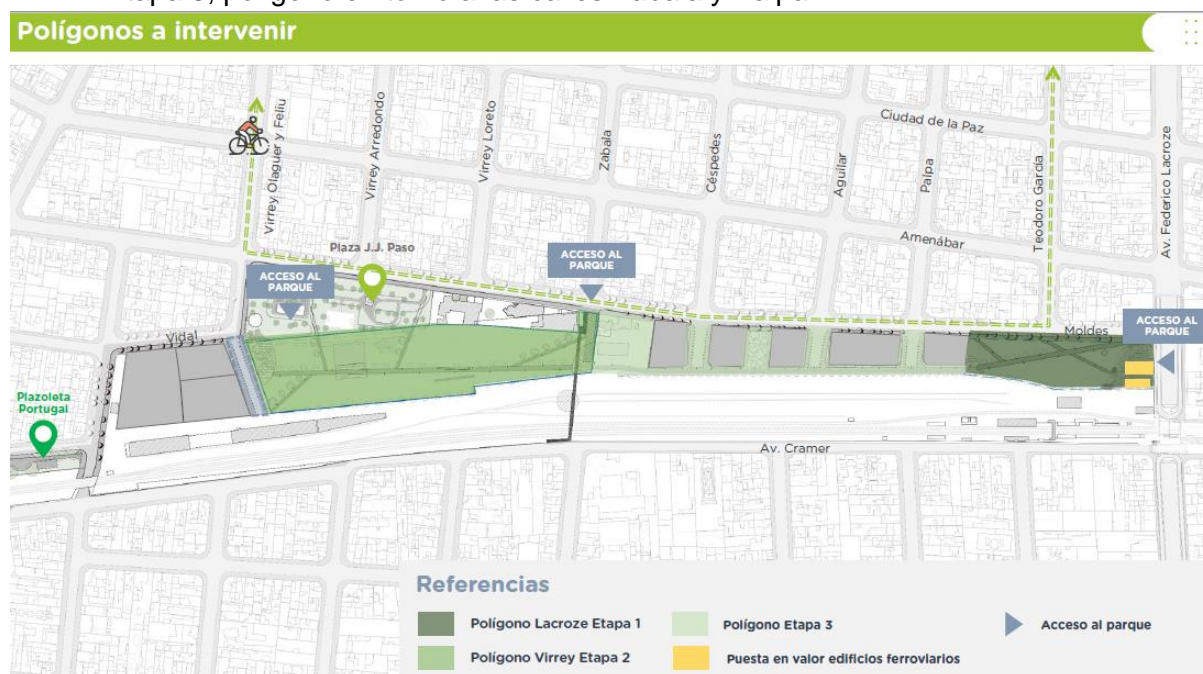 Polígonos a intervenir
Virrey Olaguer y Feliu
Virrey Arredondo
Virrey Loreto
Zabala
Céspedes
Aguilar
Ciudad de la Paz
Palpa
Teodoro García
Av. Federico Lacroze
Amenábar
Plaza J.J. Paso
ACCESO AL
PARQUE
ACCESO AL
PARQUE
ACCESO AL
PARQUE
Vidal
Moldes
Plazoleta
Portugal
Av. Cramer
Referencias
Polígono Lacroze Etapa 1
Polígono Etapa 3
Acceso al parque
Polígono Virrey Etapa 2
Puesta en valor edificios ferroviarios